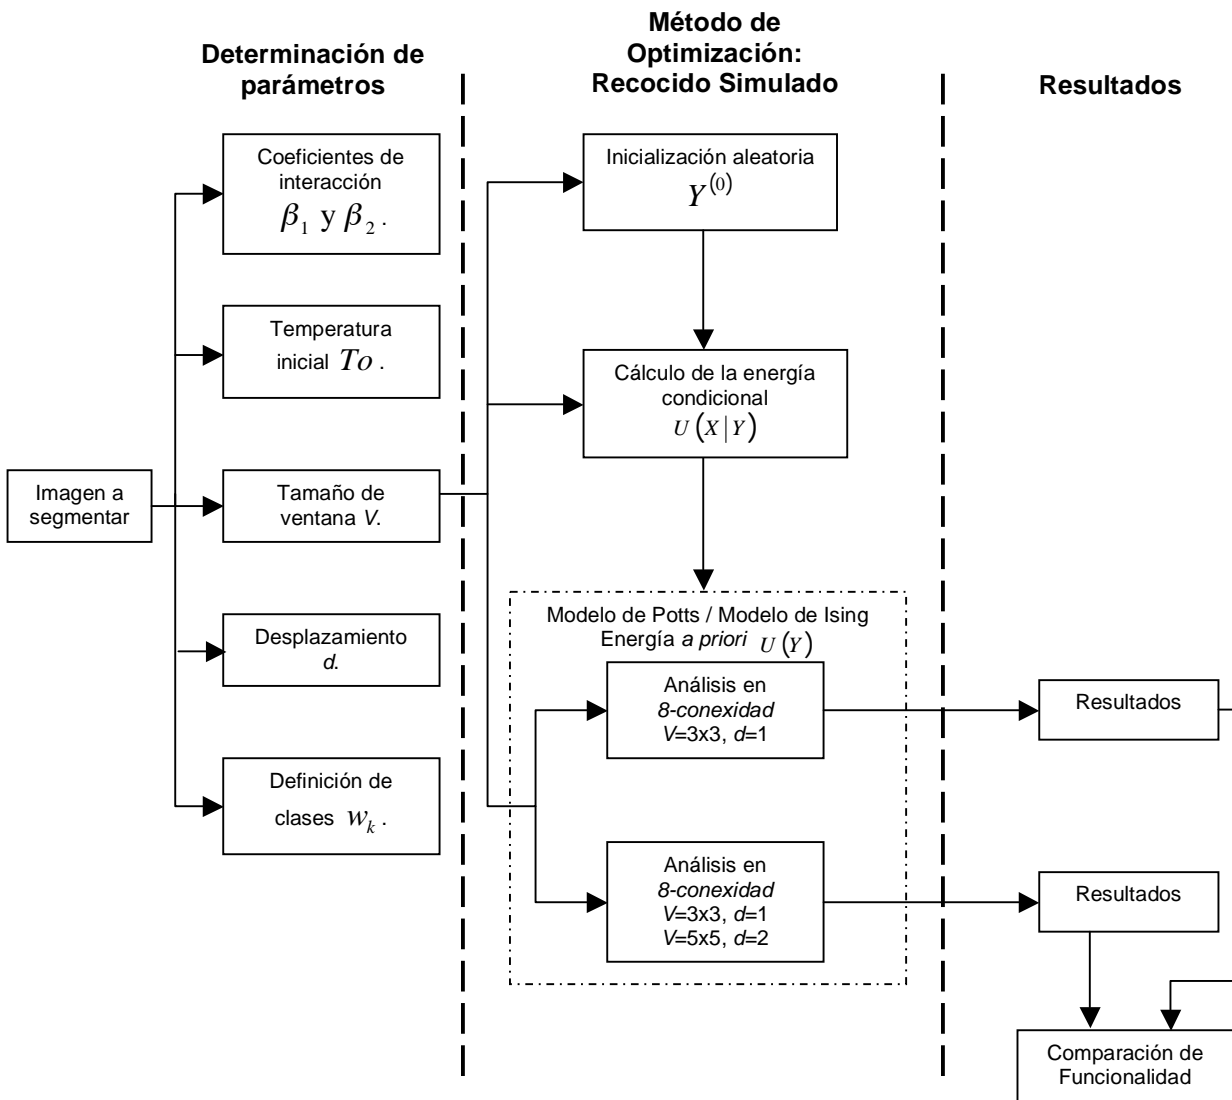 Determinación de
parámetros
Método de
Optimización:
Recocido Simulado
Resultados
Imagen a
segmentar
Coeficientes de
interacción
β₁ y β₂ .
Temperatura
inicial To .
Tamaño de
ventana V.
Desplazamiento
d.
Definición de
clases wₖ .
Inicialización aleatoria
Y⁽⁰⁾
Cálculo de la energía
condicional
U(X|Y)
Modelo de Potts / Modelo de Ising
Energía a priori U(Y)
Análisis en
8-conexidad
V=3x3, d=1
Análisis en
8-conexidad
V=3x3, d=1
V=5x5, d=2
Resultados
Resultados
Comparación de
Funcionalidad